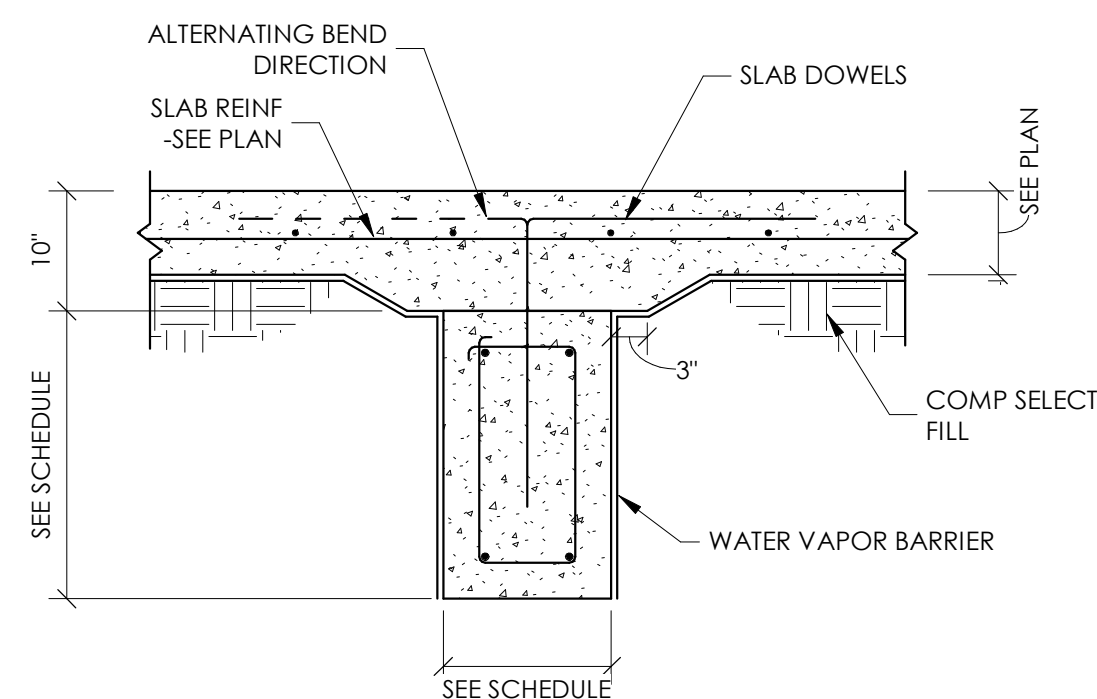 ALTERNATING BEND
DIRECTION
SLAB DOWELS
SLAB REINF
-SEE PLAN
SEE PLAN
10"
3"
SEE SCHEDULE
COMP SELECT
FILL
WATER VAPOR BARRIER
SEE SCHEDULE